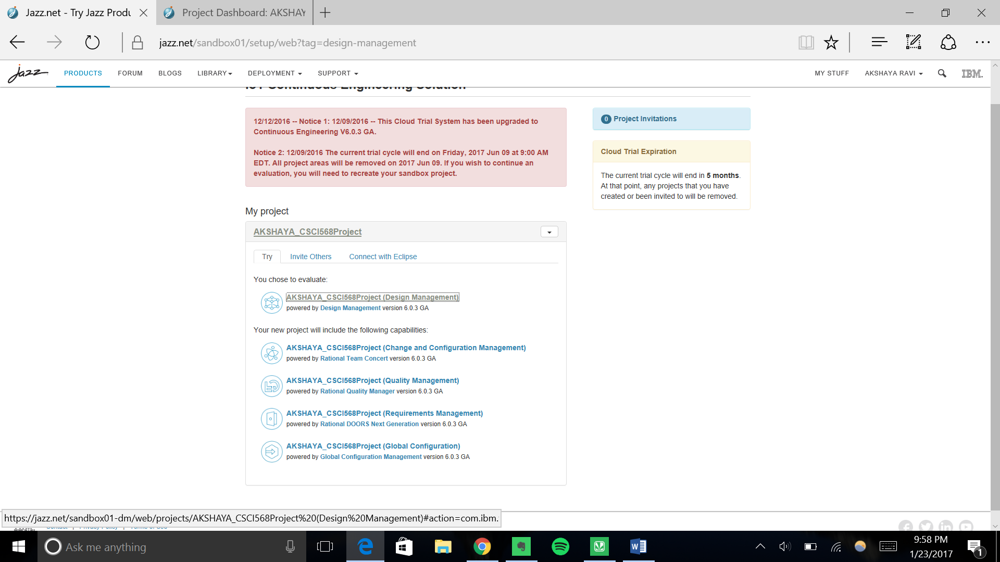 Jazz.net - Try Jazz Produ
Project Dashboard: AKSHAY
jazz.net/sandbox01/setup/web?tag=design-management
jazz
PRODUCTS
FORUM
BLOGS
LIBRARY
DEPLOYMENT
SUPPORT
MY STUFF
AKSHAYA RAVI
IBM.
IoT Continuous Engineering Solution
12/12/2016 -- Notice 1: 12/09/2016 -- This Cloud Trial System has been upgraded to
Continuous Engineering V6.0.3 GA.
Notice 2: 12/09/2016 The current trial cycle will end on Friday, 2017 Jun 09 at 9:00 AM
EDT. All project areas will be removed on 2017 Jun 09. If you wish to continue an
evaluation, you will need to recreate your sandbox project.
0 Project Invitations
Cloud Trial Expiration
The current trial cycle will end in 5 months.
At that point, any projects that you have
created or been invited to will be removed.
My project
AKSHAYA_CSCI568Project
Try
Invite Others
Connect with Eclipse
You chose to evaluate:
AKSHAYA_CSCI568Project (Design Management)
powered by Design Management version 6.0.3 GA
Your new project will include the following capabilities:
AKSHAYA_CSCI568Project (Change and Configuration Management)
powered by Rational Team Concert version 6.0.3 GA
AKSHAYA_CSCI568Project (Quality Management)
powered by Rational Quality Manager version 6.0.3 GA
AKSHAYA_CSCI568Project (Requirements Management)
powered by Rational DOORS Next Generation version 6.0.3 GA
AKSHAYA_CSCI568Project (Global Configuration)
powered by Global Configuration Management version 6.0.3 GA
https://jazz.net/sandbox01-dm/web/projects/AKSHAYA_CSCI568Project%20(Design%20Management)#action=com.ibm.
Contact | Privacy Policy | Terms of Use
Ask me anything
9:58 PM
1/23/2017
1